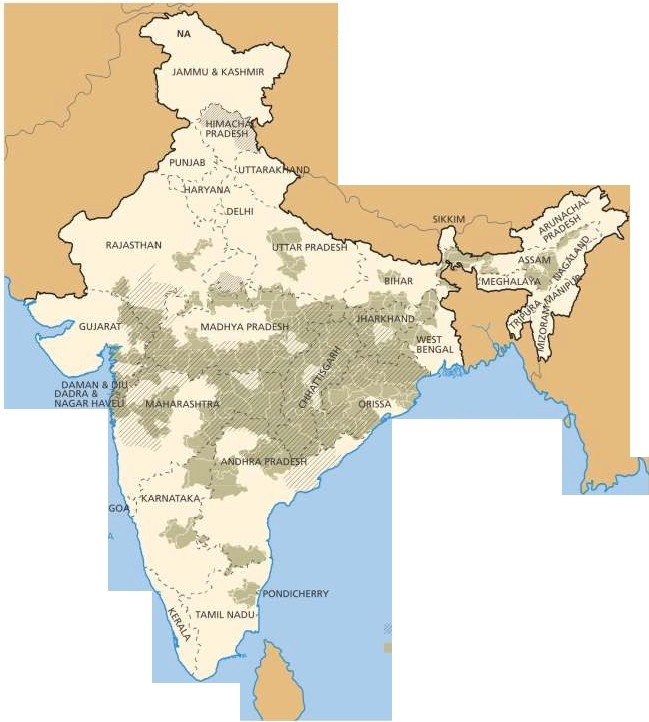 NA
JAMMU & KASHMIR
HIMACHAL
PRADESH
PUNJAB
UTTARAKHAND
HARYANA
DELHI
SIKKIM
ARUNACHAL
PRADESH
RAJASTHAN
UTTAR PRADESH
ASSAM
NAGALAND
BIHAR
MEGHALAYA
MANIPUR
TRIPURA
MIZORAM
GUJARAT
MADHYA PRADESH
JHARKHAND
WEST
BENGAL
CHHATTISGARH
DAMAN & DIU
DADRA &
NAGAR HAVELI
MAHARASHTRA
ORISSA
ANDHRA PRADESH
KARNATAKA
GOA
A
PONDICHERRY
TAMIL NADU
KERALA